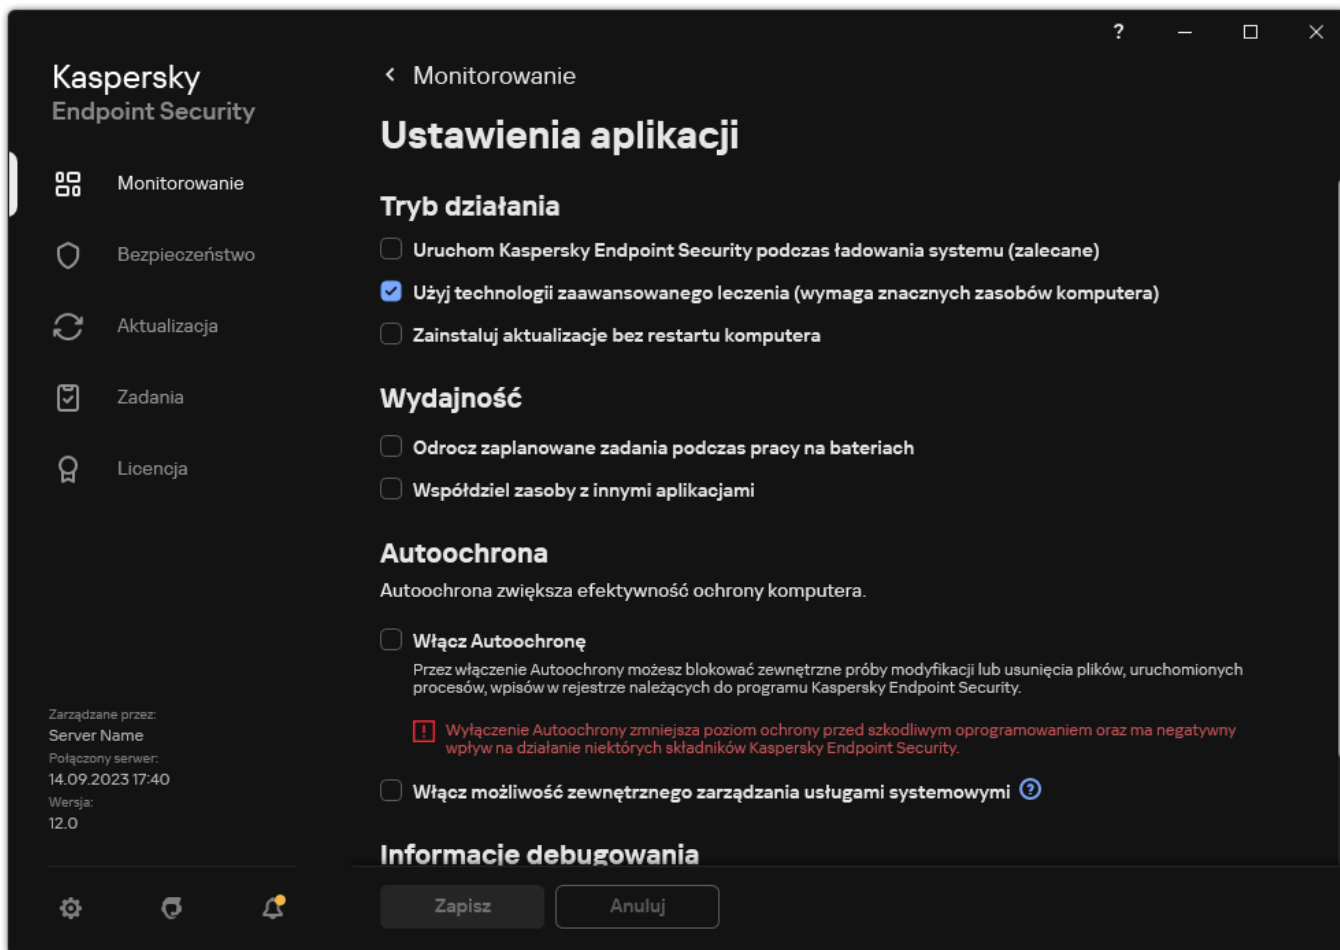 ?
Kaspersky
Endpoint Security
Monitorowanie
Bezpieczeństwo
Aktualizacja
Zadania
Licencja
Zarządzane przez:
Server Name
Połączony serwer:
14.09.2023 17:40
Wersja:
12.0
Monitorowanie
Ustawienia aplikacji
Tryb działania
Uruchom Kaspersky Endpoint Security podczas ładowania systemu (zalecane)
Użyj technologii zaawansowanego leczenia (wymaga znacznych zasobów komputera)
Zainstaluj aktualizacje bez restartu komputera
Wydajność
Odrocz zaplanowane zadania podczas pracy na bateriach
Współdziel zasoby z innymi aplikacjami
Autoochrona
Autoochrona zwiększa efektywność ochrony komputera.
Włącz Autoochronę
Przez włączenie Autoochrony możesz blokować zewnętrzne próby modyfikacji lub usunięcia plików, uruchomionych
procesów, wpisów w rejestrze należących do programu Kaspersky Endpoint Security.
Wyłączenie Autoochrony zmniejsza poziom ochrony przed szkodliwym oprogramowaniem oraz ma negatywny
wpływ na działanie niektórych składników Kaspersky Endpoint Security.
Włącz możliwość zewnętrznego zarządzania usługami systemowymi ?
Informacje debugowania
Zapisz
Anuluj